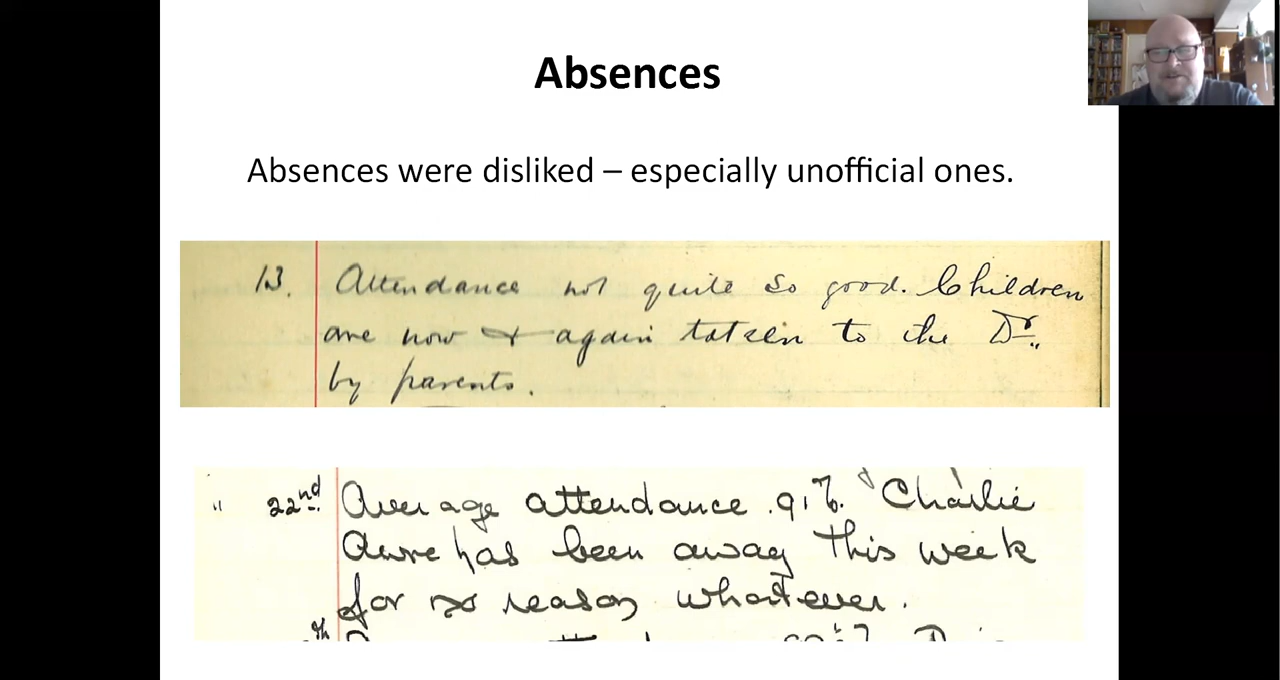 Absences
Absences were disliked – especially unofficial ones.
13. Attendance not quite so good. Children
are now & again taken to the Dr.
by parents.
" 22nd Average attendance 91%. Charlie
has been away this week
for no reason whatever.